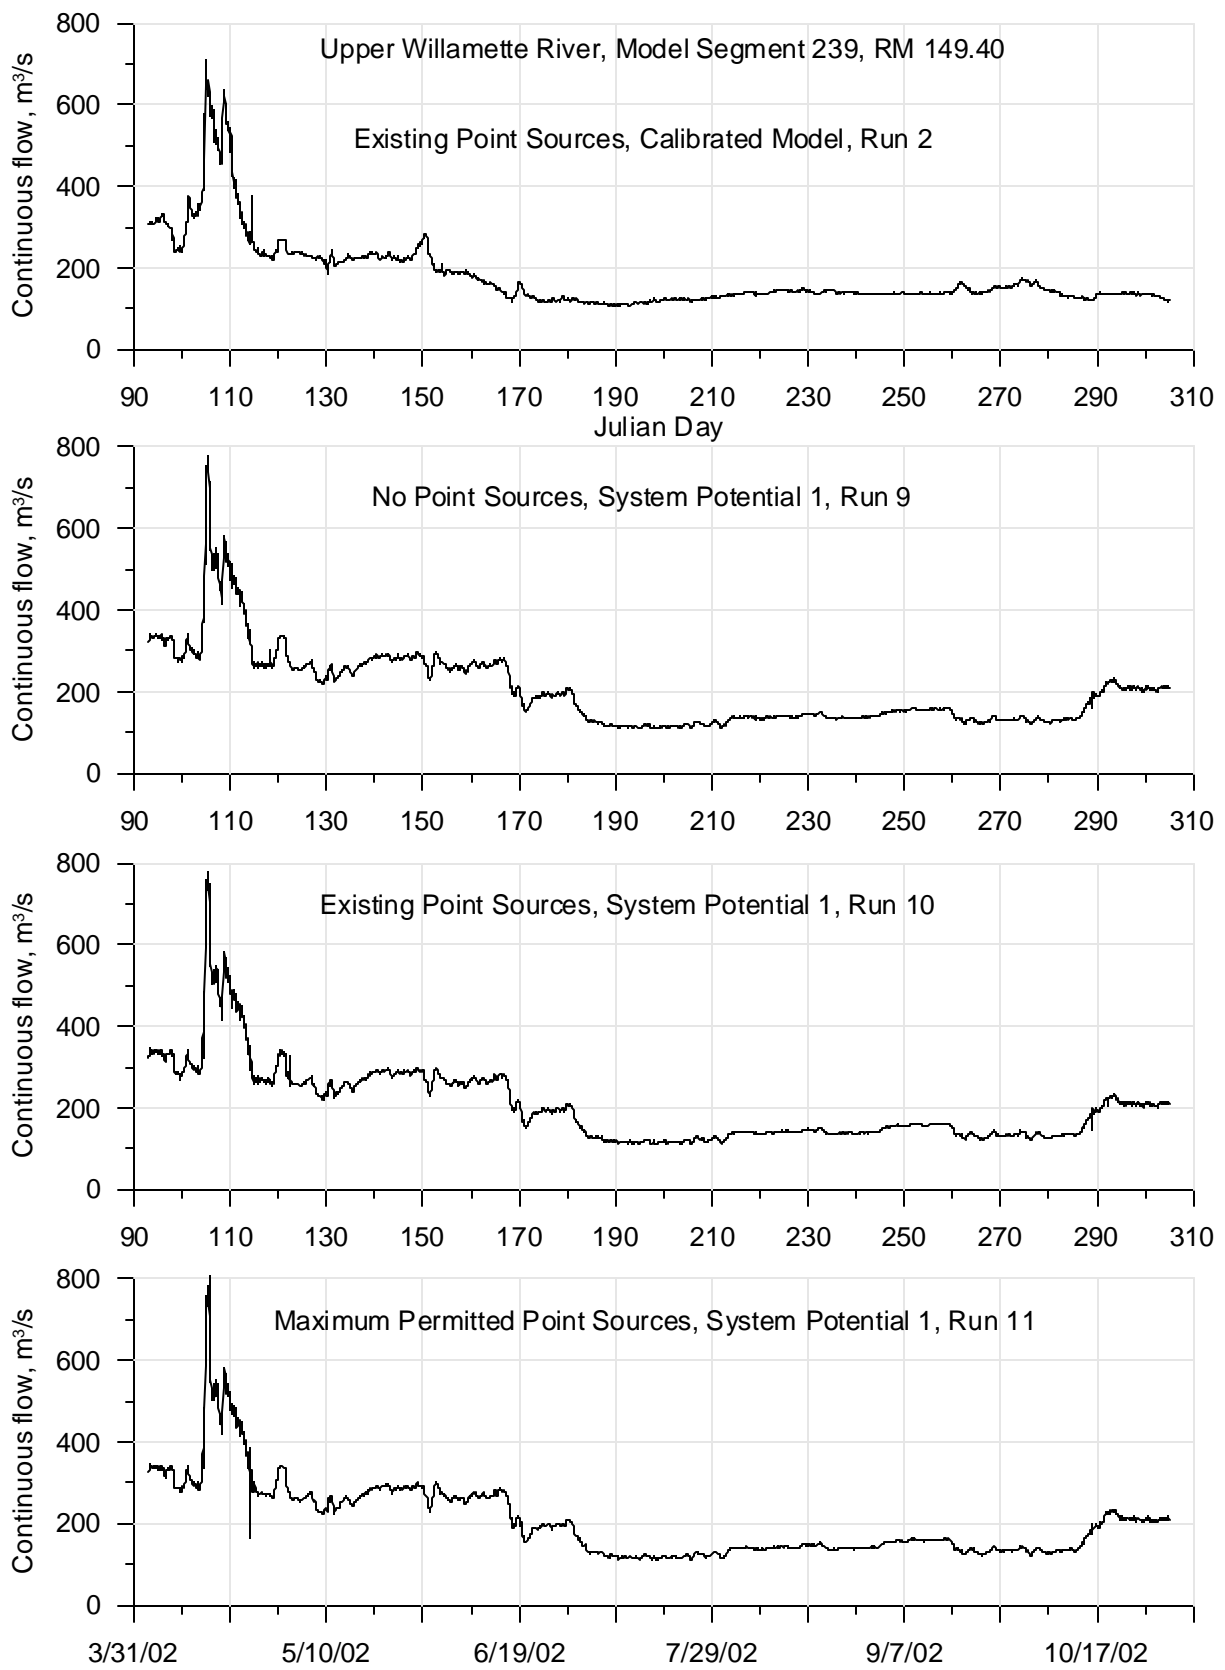 Upper Willamette River, Model Segment 239, RM 149.40
Existing Point Sources, Calibrated Model, Run 2
Continuous flow, m³/s
800
600
400
200
0
90 110 130 150 170 190 210 230 250 270 290 310
Julian Day
No Point Sources, System Potential 1, Run 9
Continuous flow, m³/s
800
600
400
200
0
90 110 130 150 170 190 210 230 250 270 290 310
Existing Point Sources, System Potential 1, Run 10
Continuous flow, m³/s
800
600
400
200
0
90 110 130 150 170 190 210 230 250 270 290 310
Maximum Permitted Point Sources, System Potential 1, Run 11
Continuous flow, m³/s
800
600
400
200
0
3/31/02 5/10/02 6/19/02 7/29/02 9/7/02 10/17/02